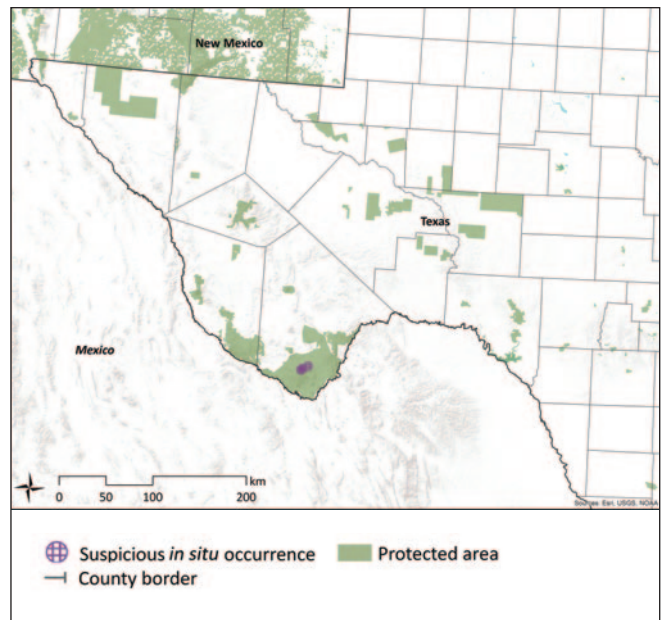 New Mexico
Texas
Mexico
km
0 50 100 200
Sources: Esri, USGS, NOAA
Suspicious in situ occurrence
Protected area
County border